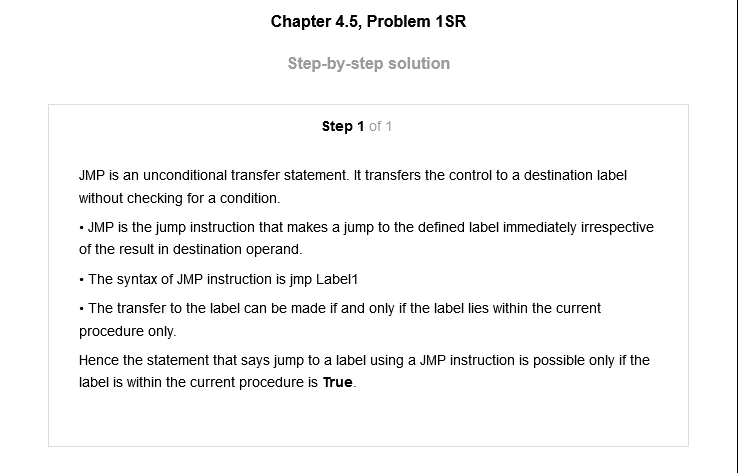 Chapter 4.5, Problem 1SR
Step-by-step solution
Step 1 of 1
JMP is an unconditional transfer statement. It transfers the control to a destination label
without checking for a condition.
• JMP is the jump instruction that makes a jump to the defined label immediately irrespective
of the result in destination operand.
• The syntax of JMP instruction is jmp Label1
• The transfer to the label can be made if and only if the label lies within the current
procedure only.
Hence the statement that says jump to a label using a JMP instruction is possible only if the
label is within the current procedure is True.